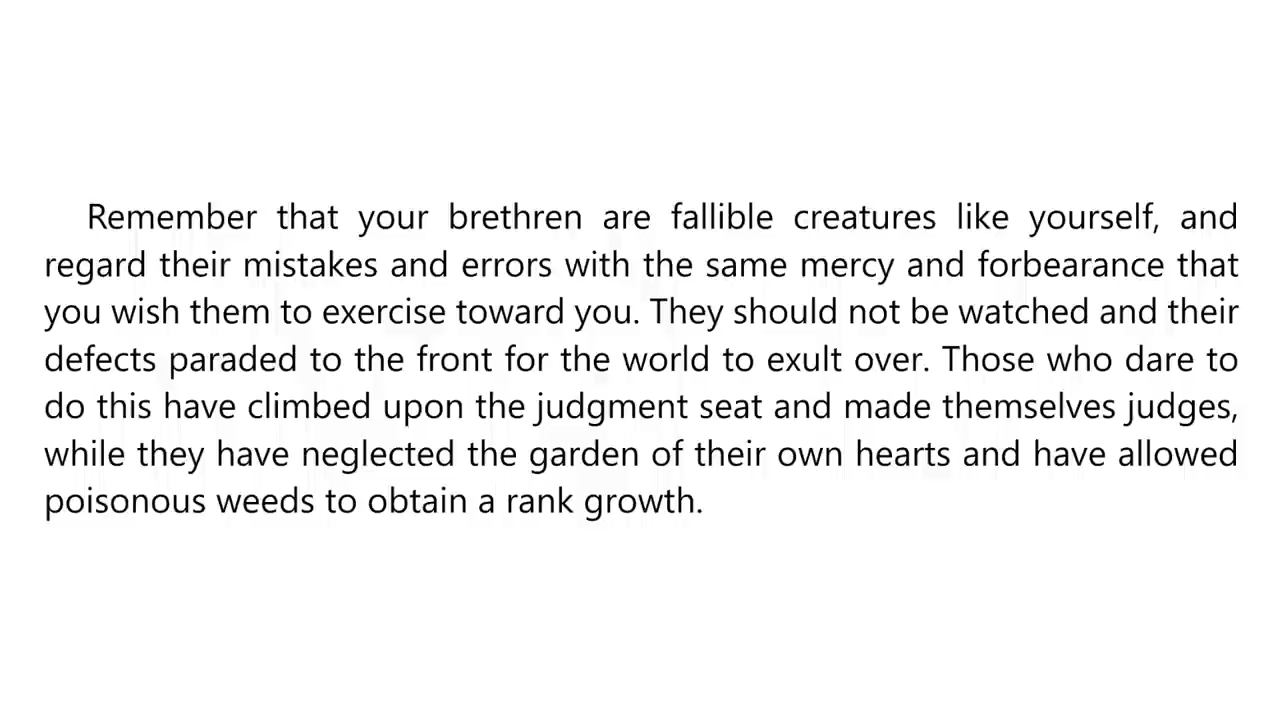 Remember that your brethren are fallible creatures like yourself, and
regard their mistakes and errors with the same mercy and forbearance that
you wish them to exercise toward you. They should not be watched and their
defects paraded to the front for the world to exult over. Those who dare to
do this have climbed upon the judgment seat and made themselves judges,
while they have neglected the garden of their own hearts and have allowed
poisonous weeds to obtain a rank growth.